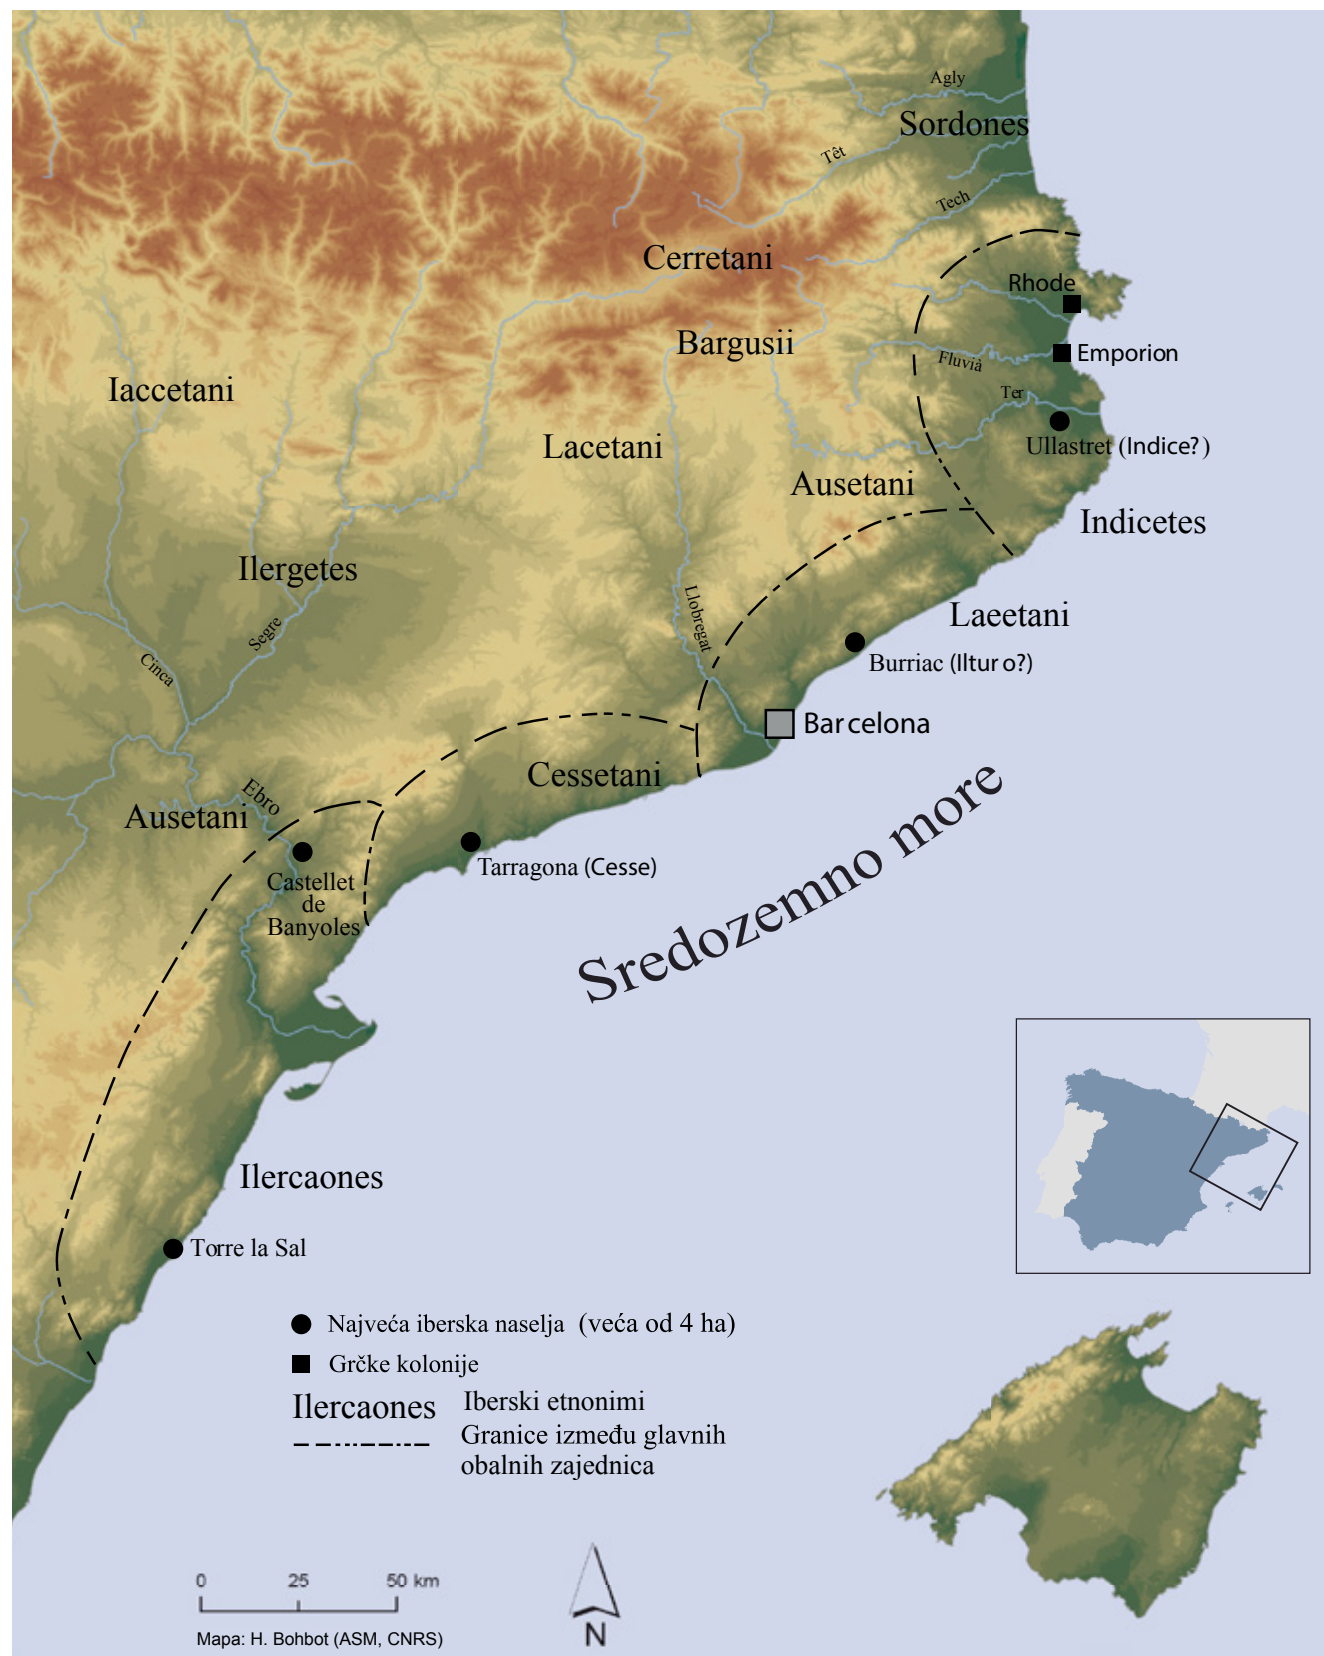 Agly
Sordones
Têt
Tech
Cerretani
Rhode
Bargusii
Emporion
Fluvià
Iaccetani
Ter
Lacetani
Ullastret (Indice?)
Ausetani
Indicetes
Ilergetes
Llobregat
Laeetani
Segre
Burriac (Ilturo?)
Cinca
Barcelona
Cessetani
Ebro
Ausetani
Tarragona (Cesse)
Castellet
de
Banyoles
Sredozemno more
Ilercaones
Torre la Sal
Najveća iberska naselja (veća od 4 ha)
Grčke kolonije
Ilercaones Iberski etnonimi
Granice između glavnih
obalnih zajednica
0 25 50 km
N
Mapa: H. Bohbot (ASM, CNRS)